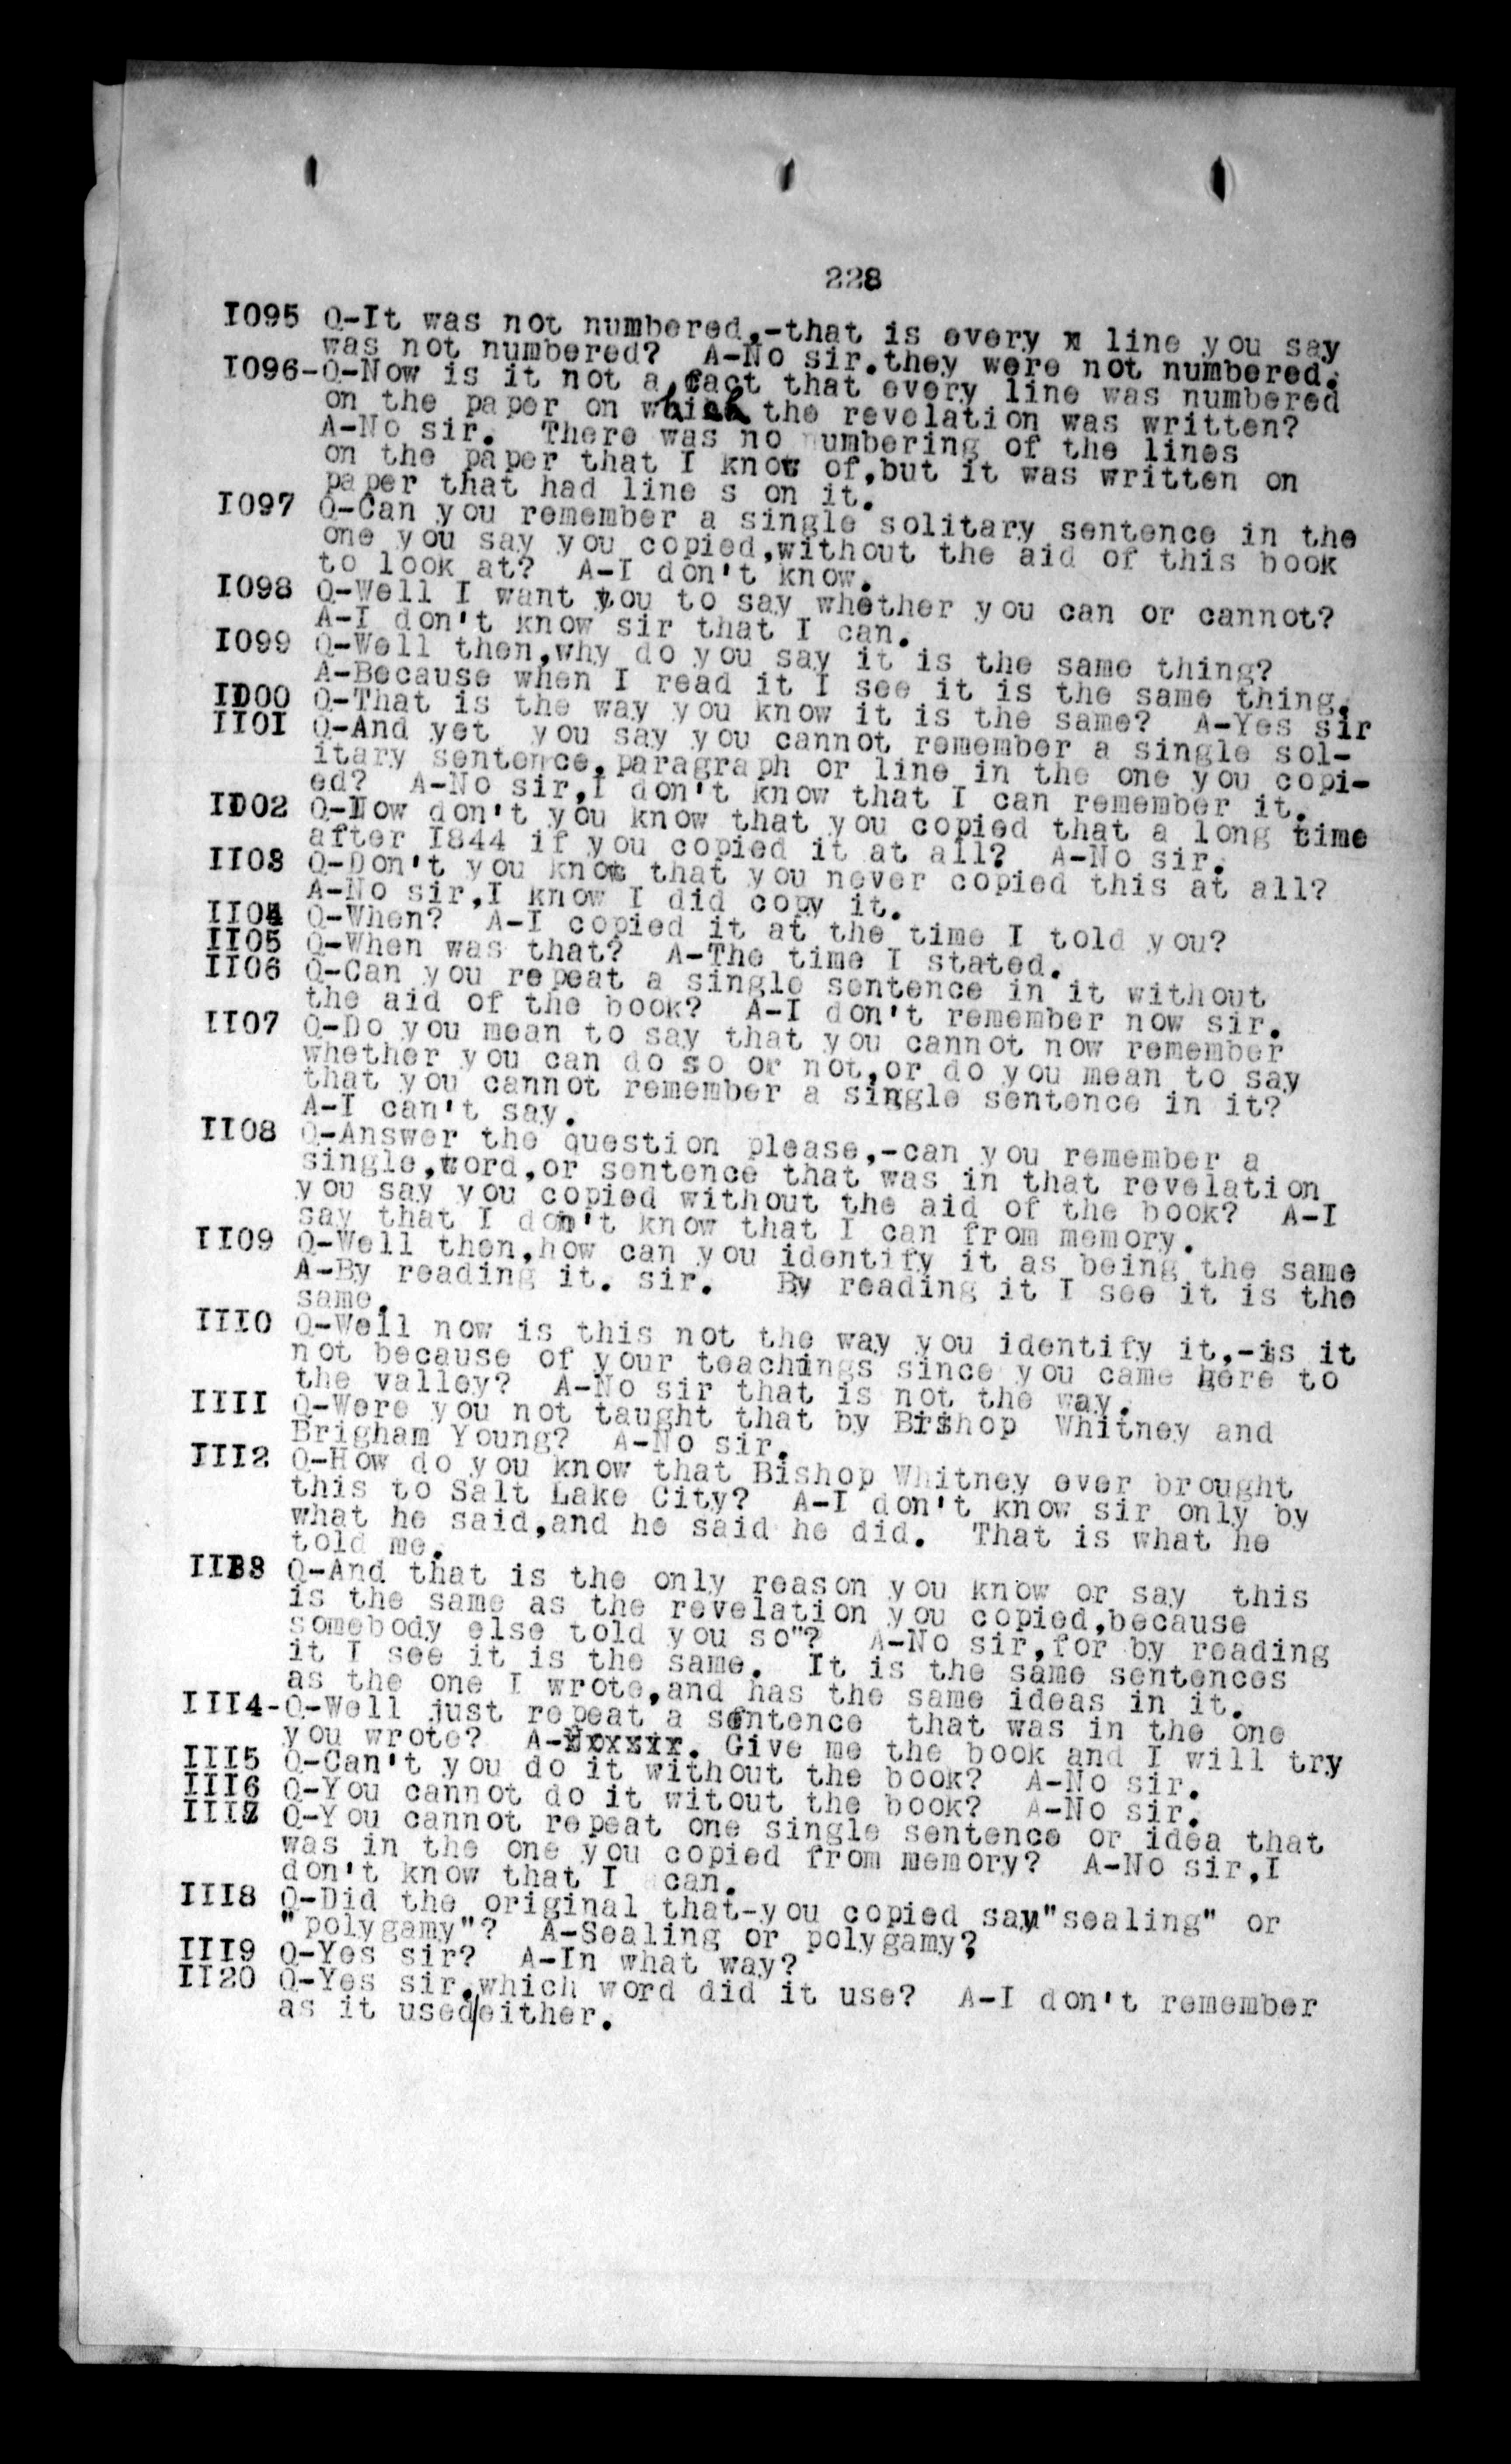 228
I095 Q-It was not numbered,-that is every x line you say
was not numbered? A-No sir.they were not numbered.
I096-Q-Now is it not a fact that every line was numbered
on the paper on which the revelation was written?
A-No sir. There was no umbering of the lines
on the paper that I know of,but it was written on
paper that had line s on it.
I097 Q-Can you remember a single solitary sentence in the
one you say you copied,without the aid of this book
to look at? A-I don't know.
I098 Q-Well I want you to say whether you can or cannot?
A-I don't know sir that I can.
I099 Q-Well then,why do you say it is the same thing?
A-Because when I read it I see it is the same thing.
II00 Q-That is the way you know it is the same? A-Yes sir
II0I Q-And yet you say you cannot remember a single sol-
itary sentence,paragraph or line in the one you copi-
ed? A-No sir,I don't know that I can remember it.
II02 Q-Now don't you know that you copied that a long time
after I844 if you copied it at all? A-No sir.
II03 Q-Don't you know that you never copied this at all?
A-No sir,I know I did copy it.
II04 Q-When? A-I copied it at the time I told you?
II05 Q-When was that? A-The time I stated.
II06 Q-Can you repeat a single sentence in it without
the aid of the book? A-I don't remember now sir.
II07 Q-Do you mean to say that you cannot now remember
whether you can do so or not,or do you mean to say
that you cannot remember a single sentence in it?
A-I can't say.
II08 Q-Answer the question please,-can you remember a
single,word,or sentence that was in that revelation
you say you copied without the aid of the book? A-I
say that I don't know that I can from memory.
II09 Q-Well then,how can you identify it as being the same
A-By reading it. sir. By reading it I see it is the
same.
III0 Q-Well now is this not the way you identify it,-is it
not because of your teachings since you came here to
the valley? A-No sir that is not the way.
IIII Q-Were you not taught that by Bishop Whitney and
Brigham Young? A-No sir.
III2 Q-How do you know that Bishop Whitney ever brought
this to Salt Lake City? A-I don't know sir only by
what he said,and he said he did. That is what he
told me.
III3 Q-And that is the only reason you know or say this
is the same as the revelation you copied,because
somebody else told you so"? A-No sir,for by reading
it I see it is the same. It is the same sentences
as the one I wrote,and has the same ideas in it.
III4-Q-Well just repeat a sentence that was in the one
you wrote? A-Noxsir. Give me the book and I will try
III5 Q-Can't you do it without the book? A-No sir.
III6 Q-You cannot do it witout the book? A-No sir.
III7 Q-You cannot repeat one single sentence or idea that
was in the one you copied from memory? A-No sir,I
don't know that I can.
III8 Q-Did the original that-you copied say"sealing" or
"polygamy"? A-Sealing or polygamy?
III9 Q-Yes sir? A-In what way?
II20 Q-Yes sir,which word did it use? A-I don't remember
as it used/either.